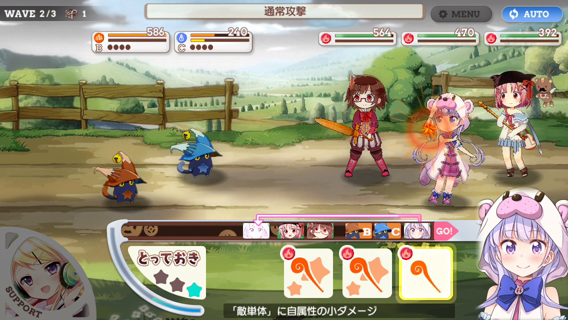 WAVE 2/3 1
通常攻撃
MENU
AUTO
586
B
240
C
564
470
392
B
C
GO!
とっておき
SUPPORT
「敵単体」に自属性の小ダメージ